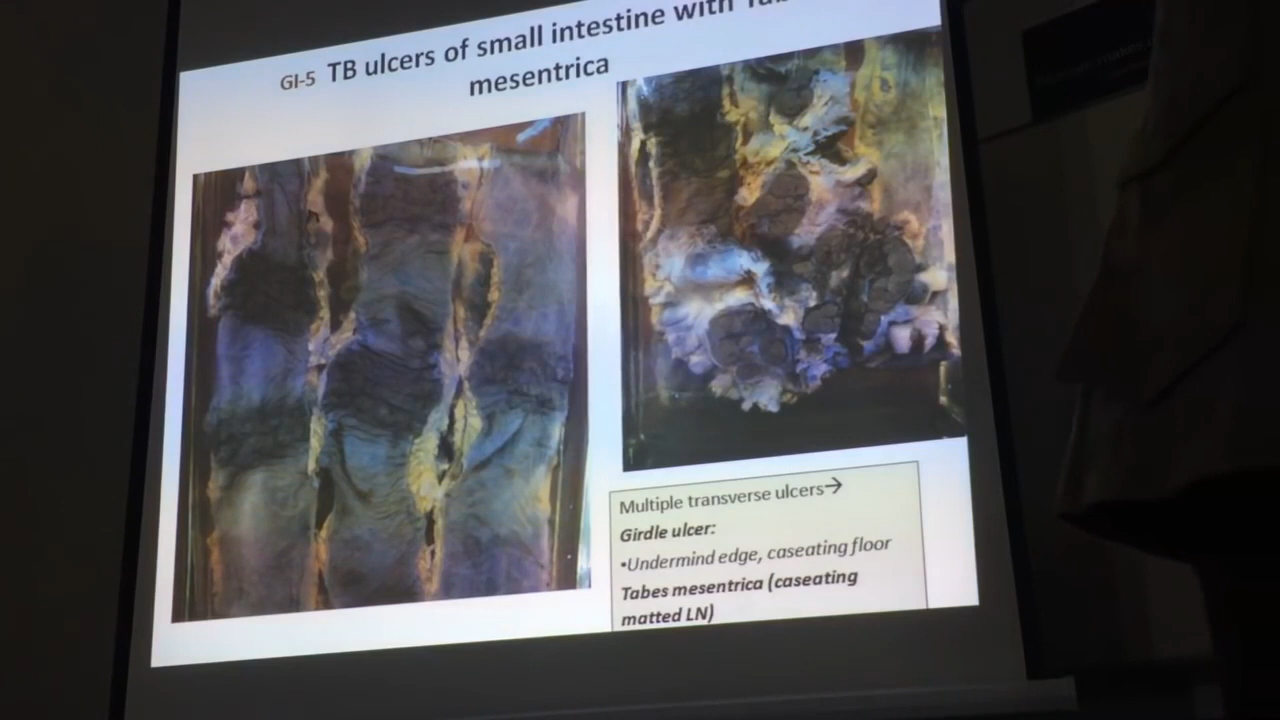 GI-5 TB ulcers of small intestine with
mesentrica
Multiple transverse ulcers→
Girdle ulcer:
•Undermind edge, caseating floor
Tabes mesentrica (caseating
matted LN)